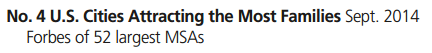 No. 4 U.S. Cities Attracting the Most Families Sept. 2014
Forbes of 52 largest MSAs